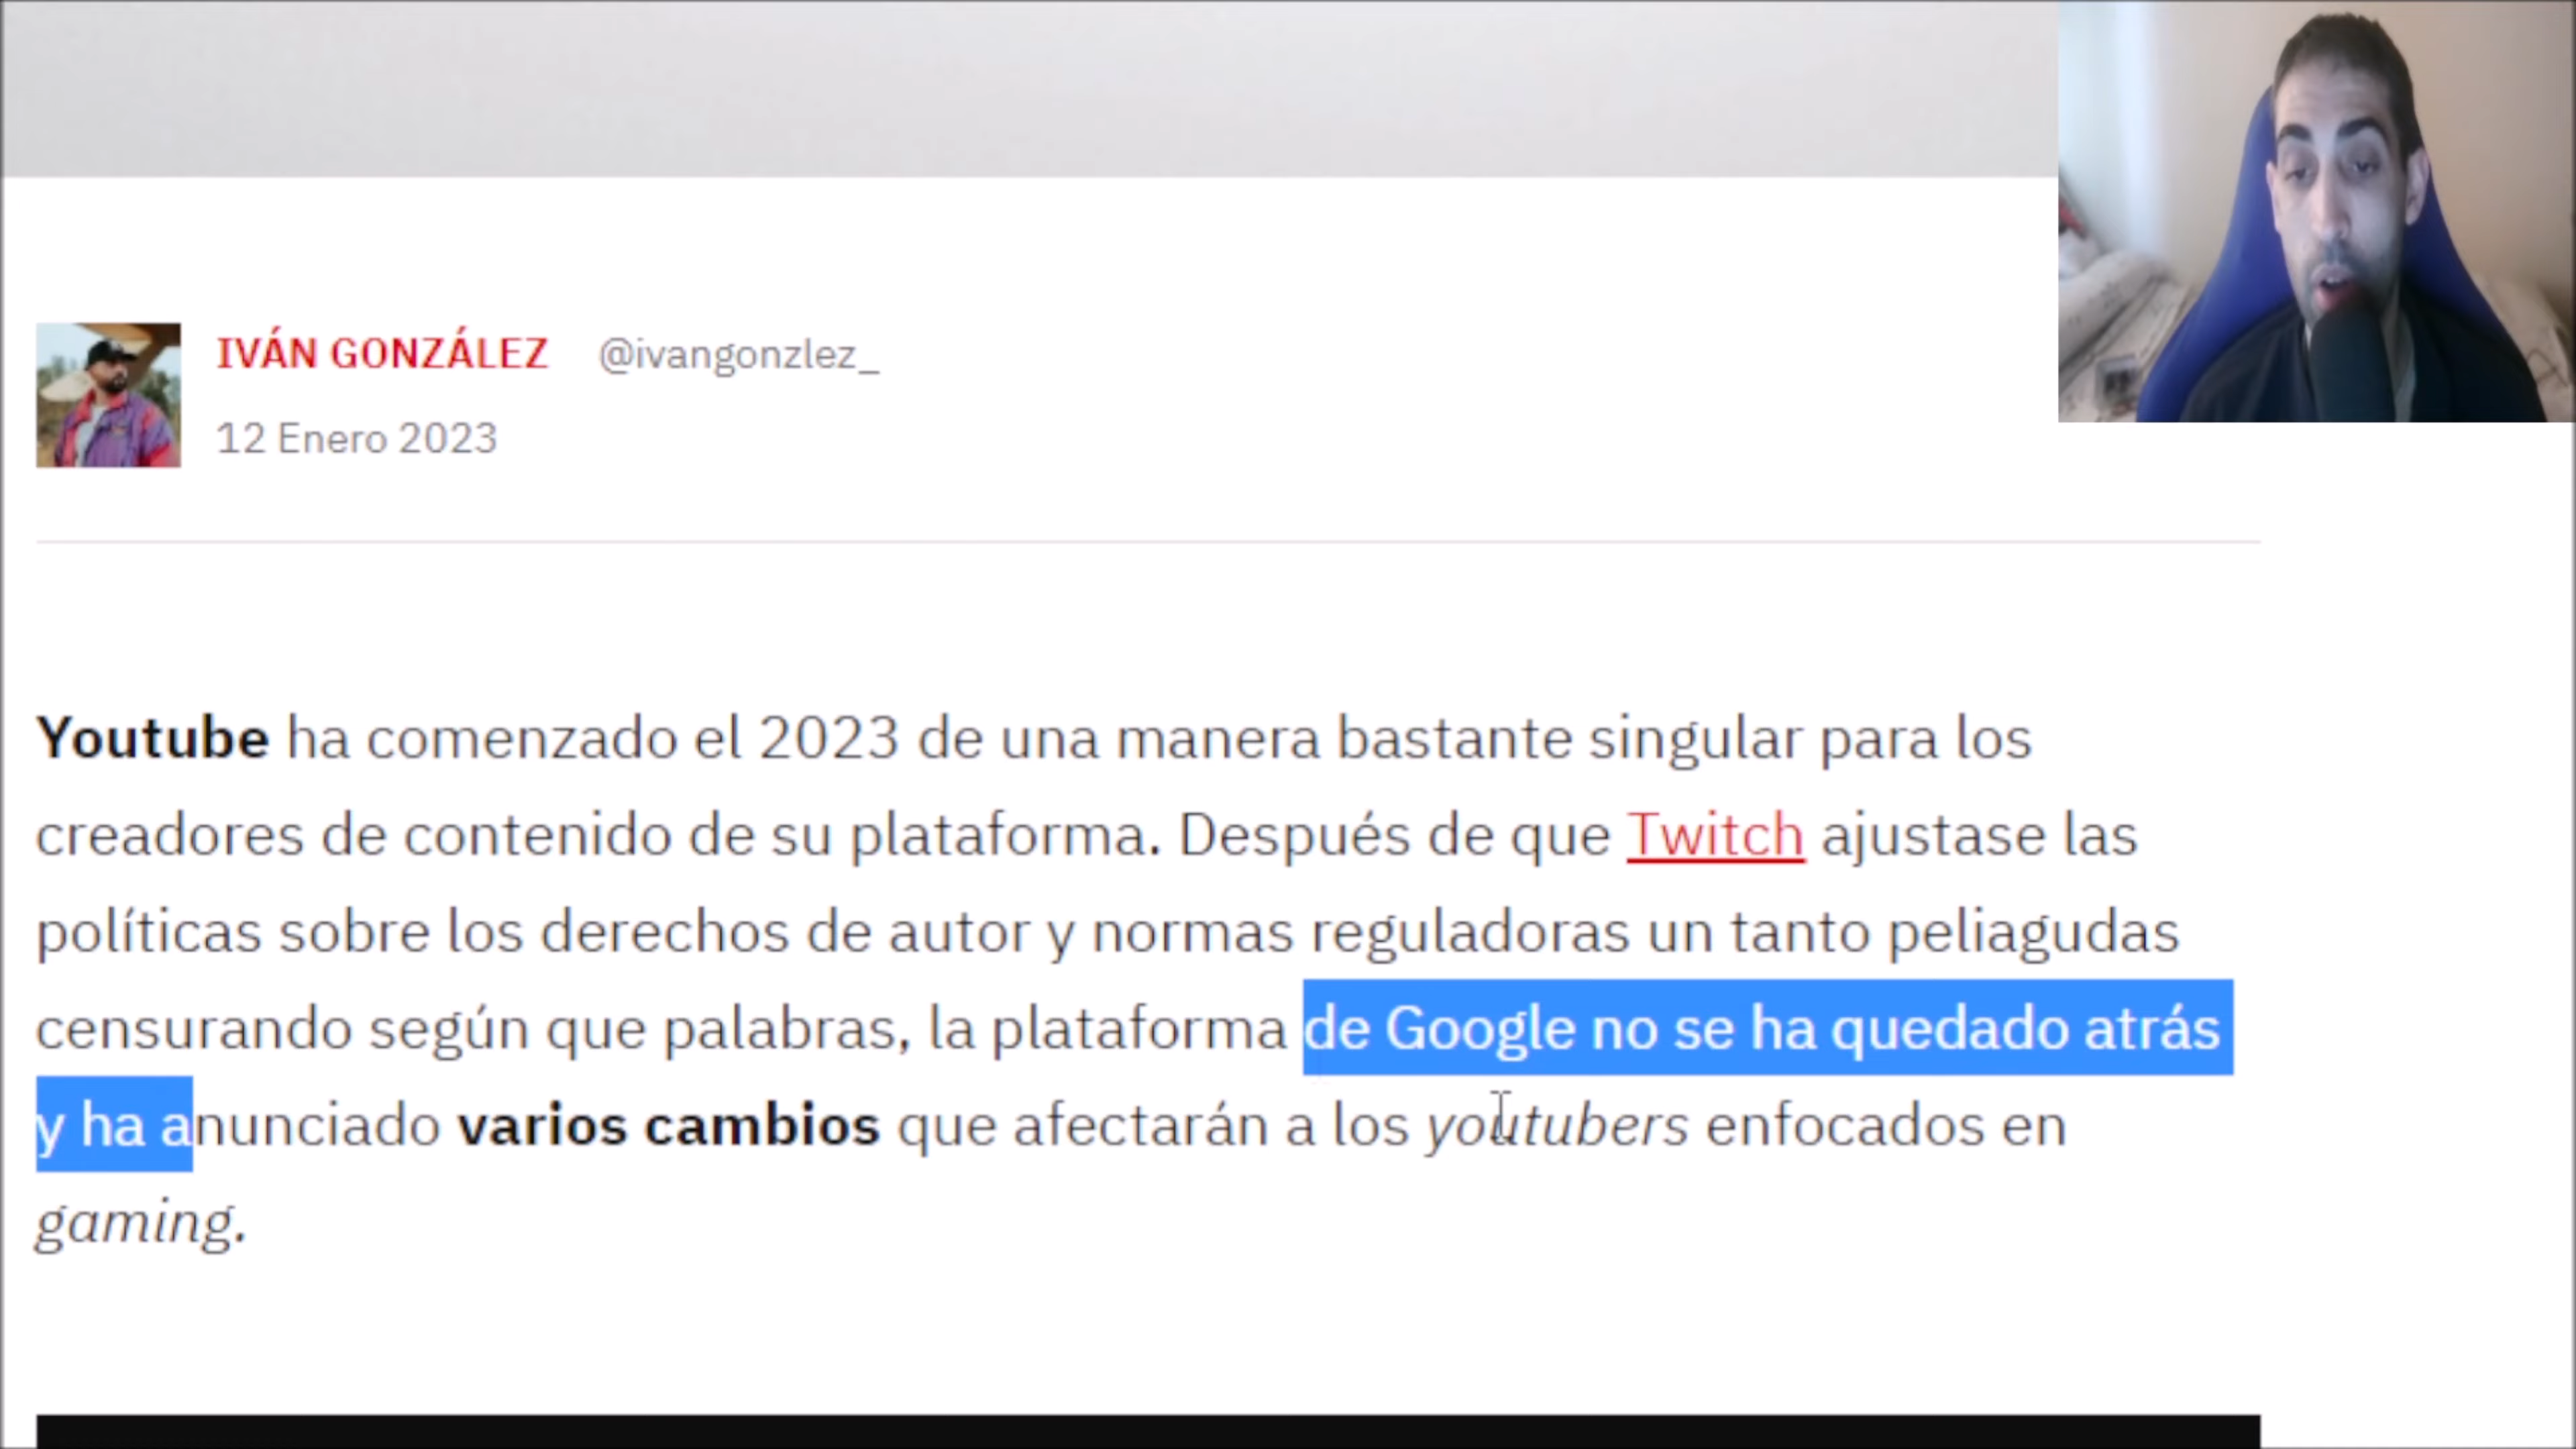 IVÁN GONZÁLEZ @ivangonzlez_
12 Enero 2023
Youtube ha comenzado el 2023 de una manera bastante singular para los
creadores de contenido de su plataforma. Después de que Twitch ajustase las
políticas sobre los derechos de autor y normas reguladoras un tanto peliagudas
censurando según que palabras, la plataforma de Google no se ha quedado atrás
y ha anunciado varios cambios que afectarán a los youtubers enfocados en
gaming.